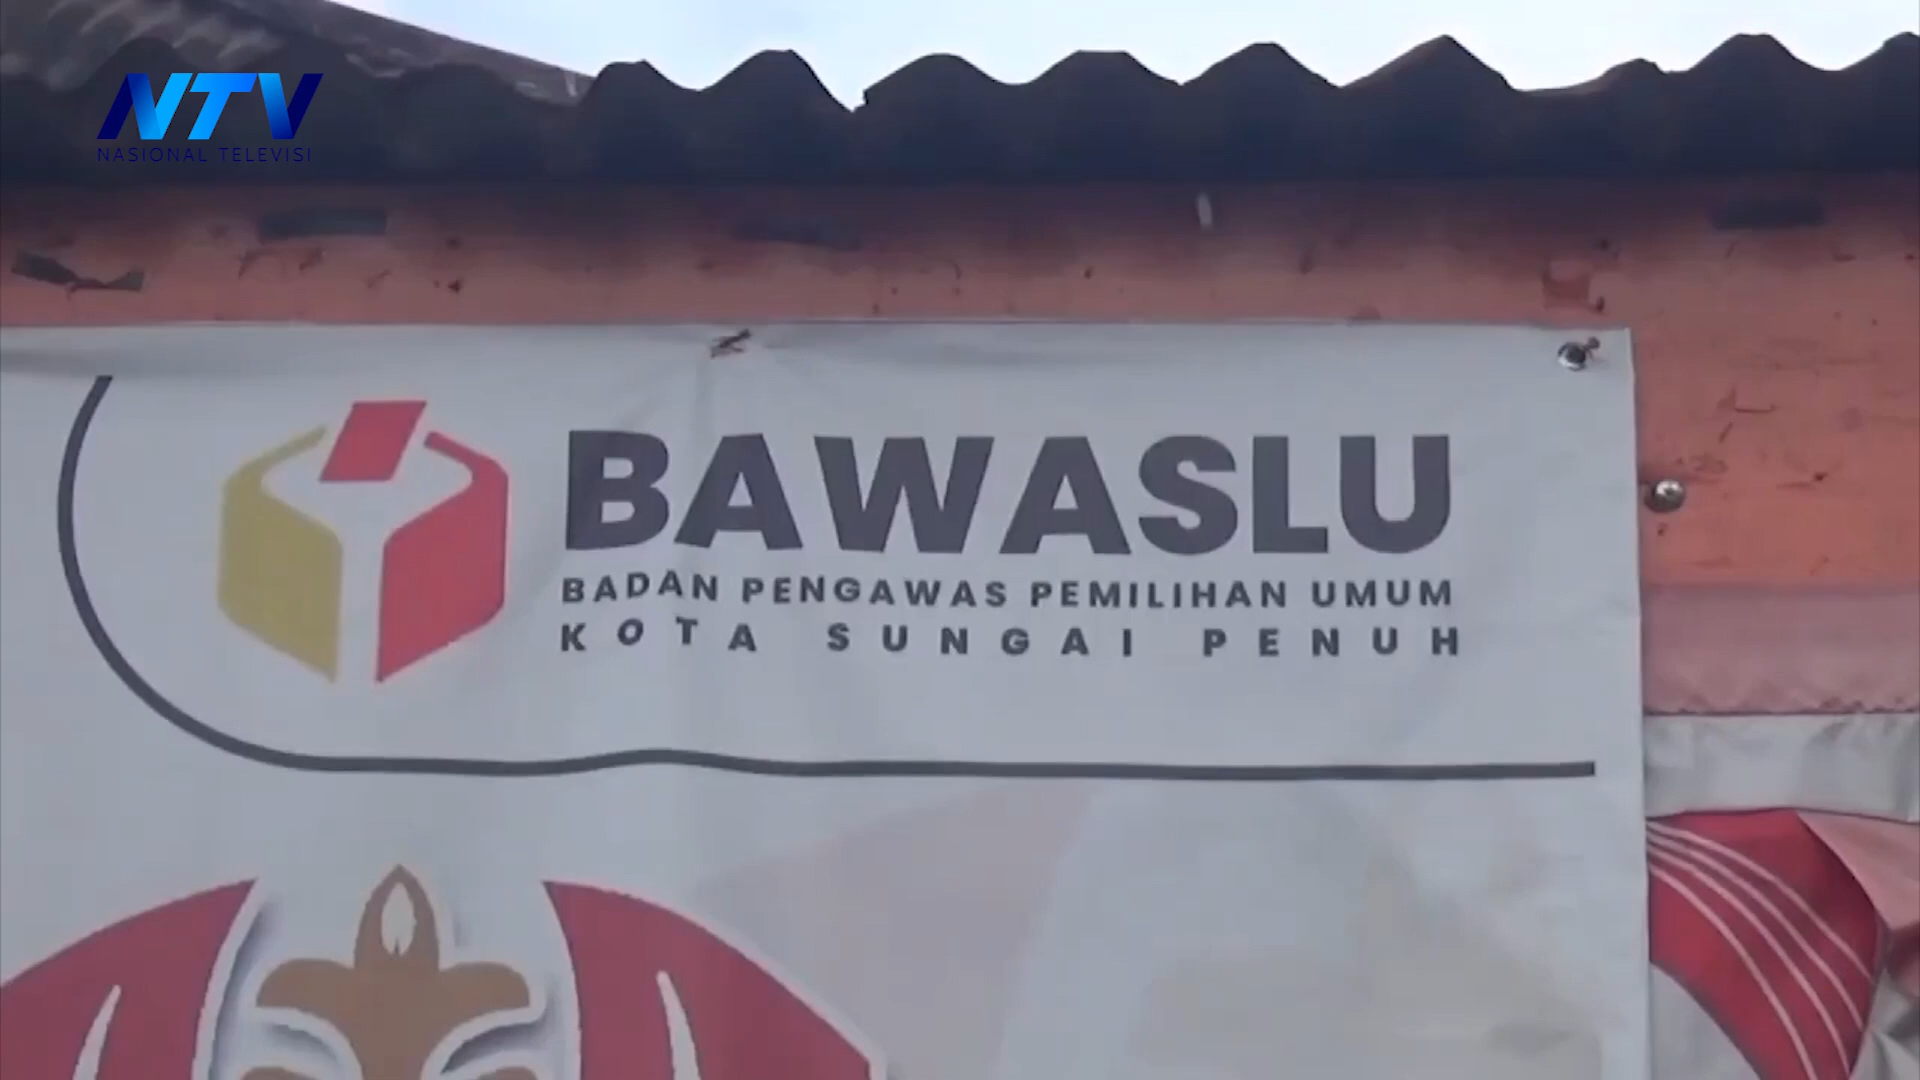 NTV
NASIONAL TELEVISI
BAWASLU
BADAN PENGAWAS PEMILIHAN UMUM
KOTA SUNGAI PENUH